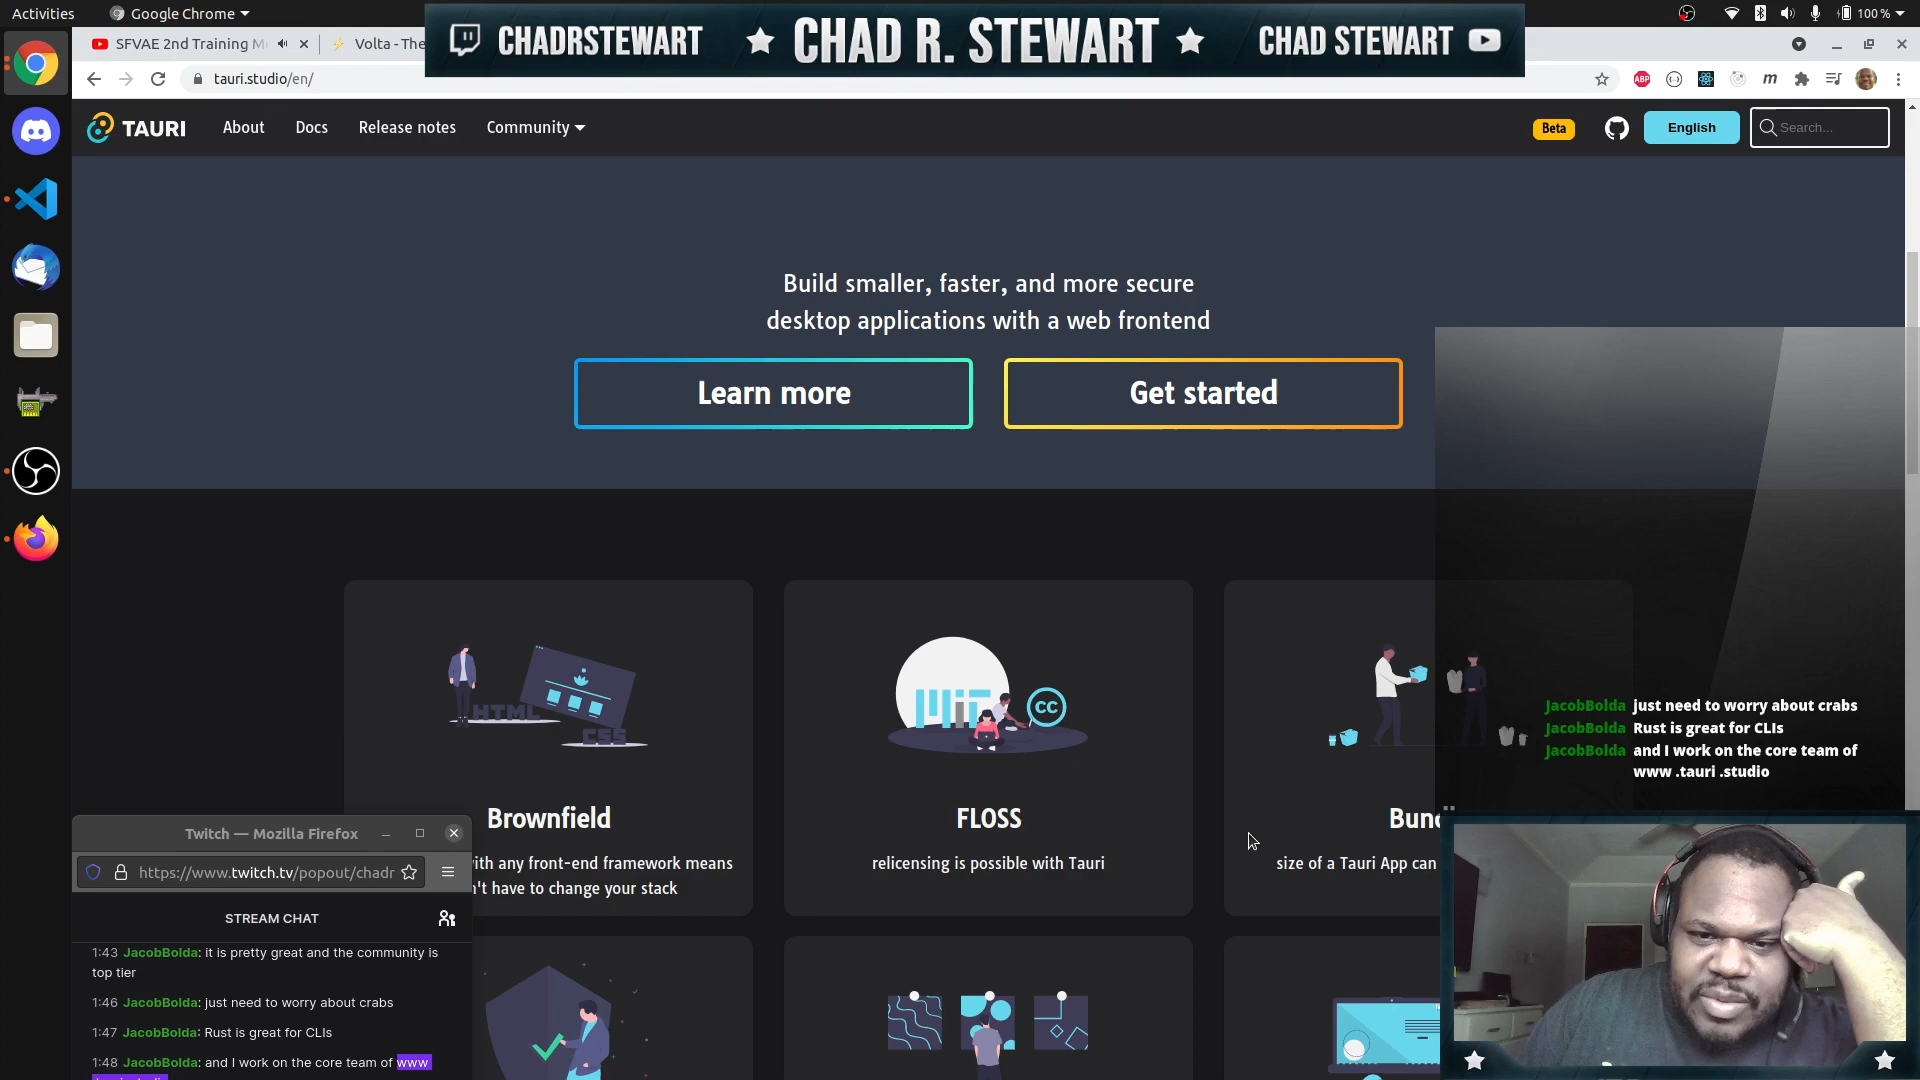 Activities
Google Chrome
100 %
CHADRSTEWART
CHAD R. STEWART
CHAD STEWART
SFVAE 2nd Training M
Volta - The
tauri.studio/en/
ABP
m
TAURI
About
Docs
Release notes
Community
Beta
English
Search...
Build smaller, faster, and more secure
desktop applications with a web frontend
Learn more
Get started
HTML
CSS
MiT
CC
JacobBolda just need to worry about crabs
JacobBolda Rust is great for CLIs
JacobBolda and I work on the core team of
www .tauri .studio
Brownfield
FLOSS
with any front-end framework means
n't have to change your stack
relicensing is possible with Tauri
size of a Tauri App can
Twitch — Mozilla Firefox
https://www.twitch.tv/popout/chadr
STREAM CHAT
1:43 JacobBolda: it is pretty great and the community is
top tier
1:46 JacobBolda: just need to worry about crabs
1:47 JacobBolda: Rust is great for CLIs
1:48 JacobBolda: and I work on the core team of www